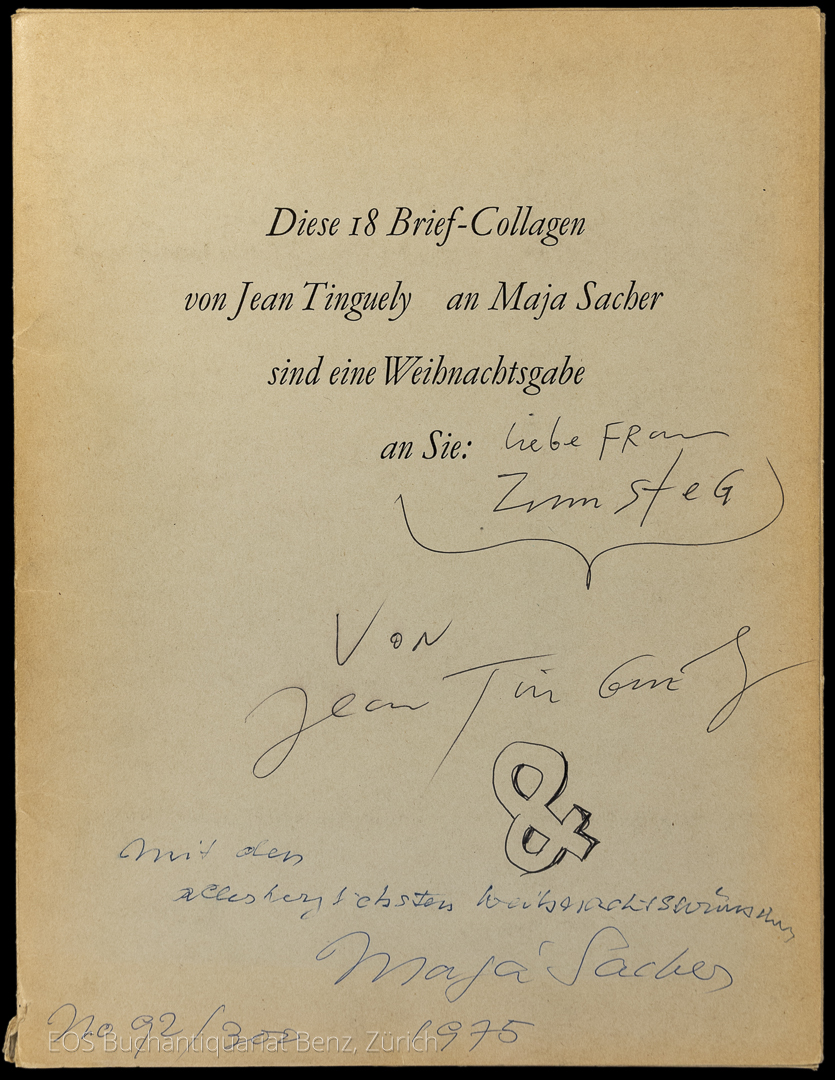 Diese 18 Brief-Collagen
von Jean Tinguely an Maja Sacher
sind eine Weihnachtsgabe
an Sie: liebe FRau
ZumsteG
Von
Jean Tinguely
&
mit den
allerherzlichsten Weihnachtswünschen
Maja Sacher
No 92/300 1975
EOS Buchantiquariat Benz, Zürich